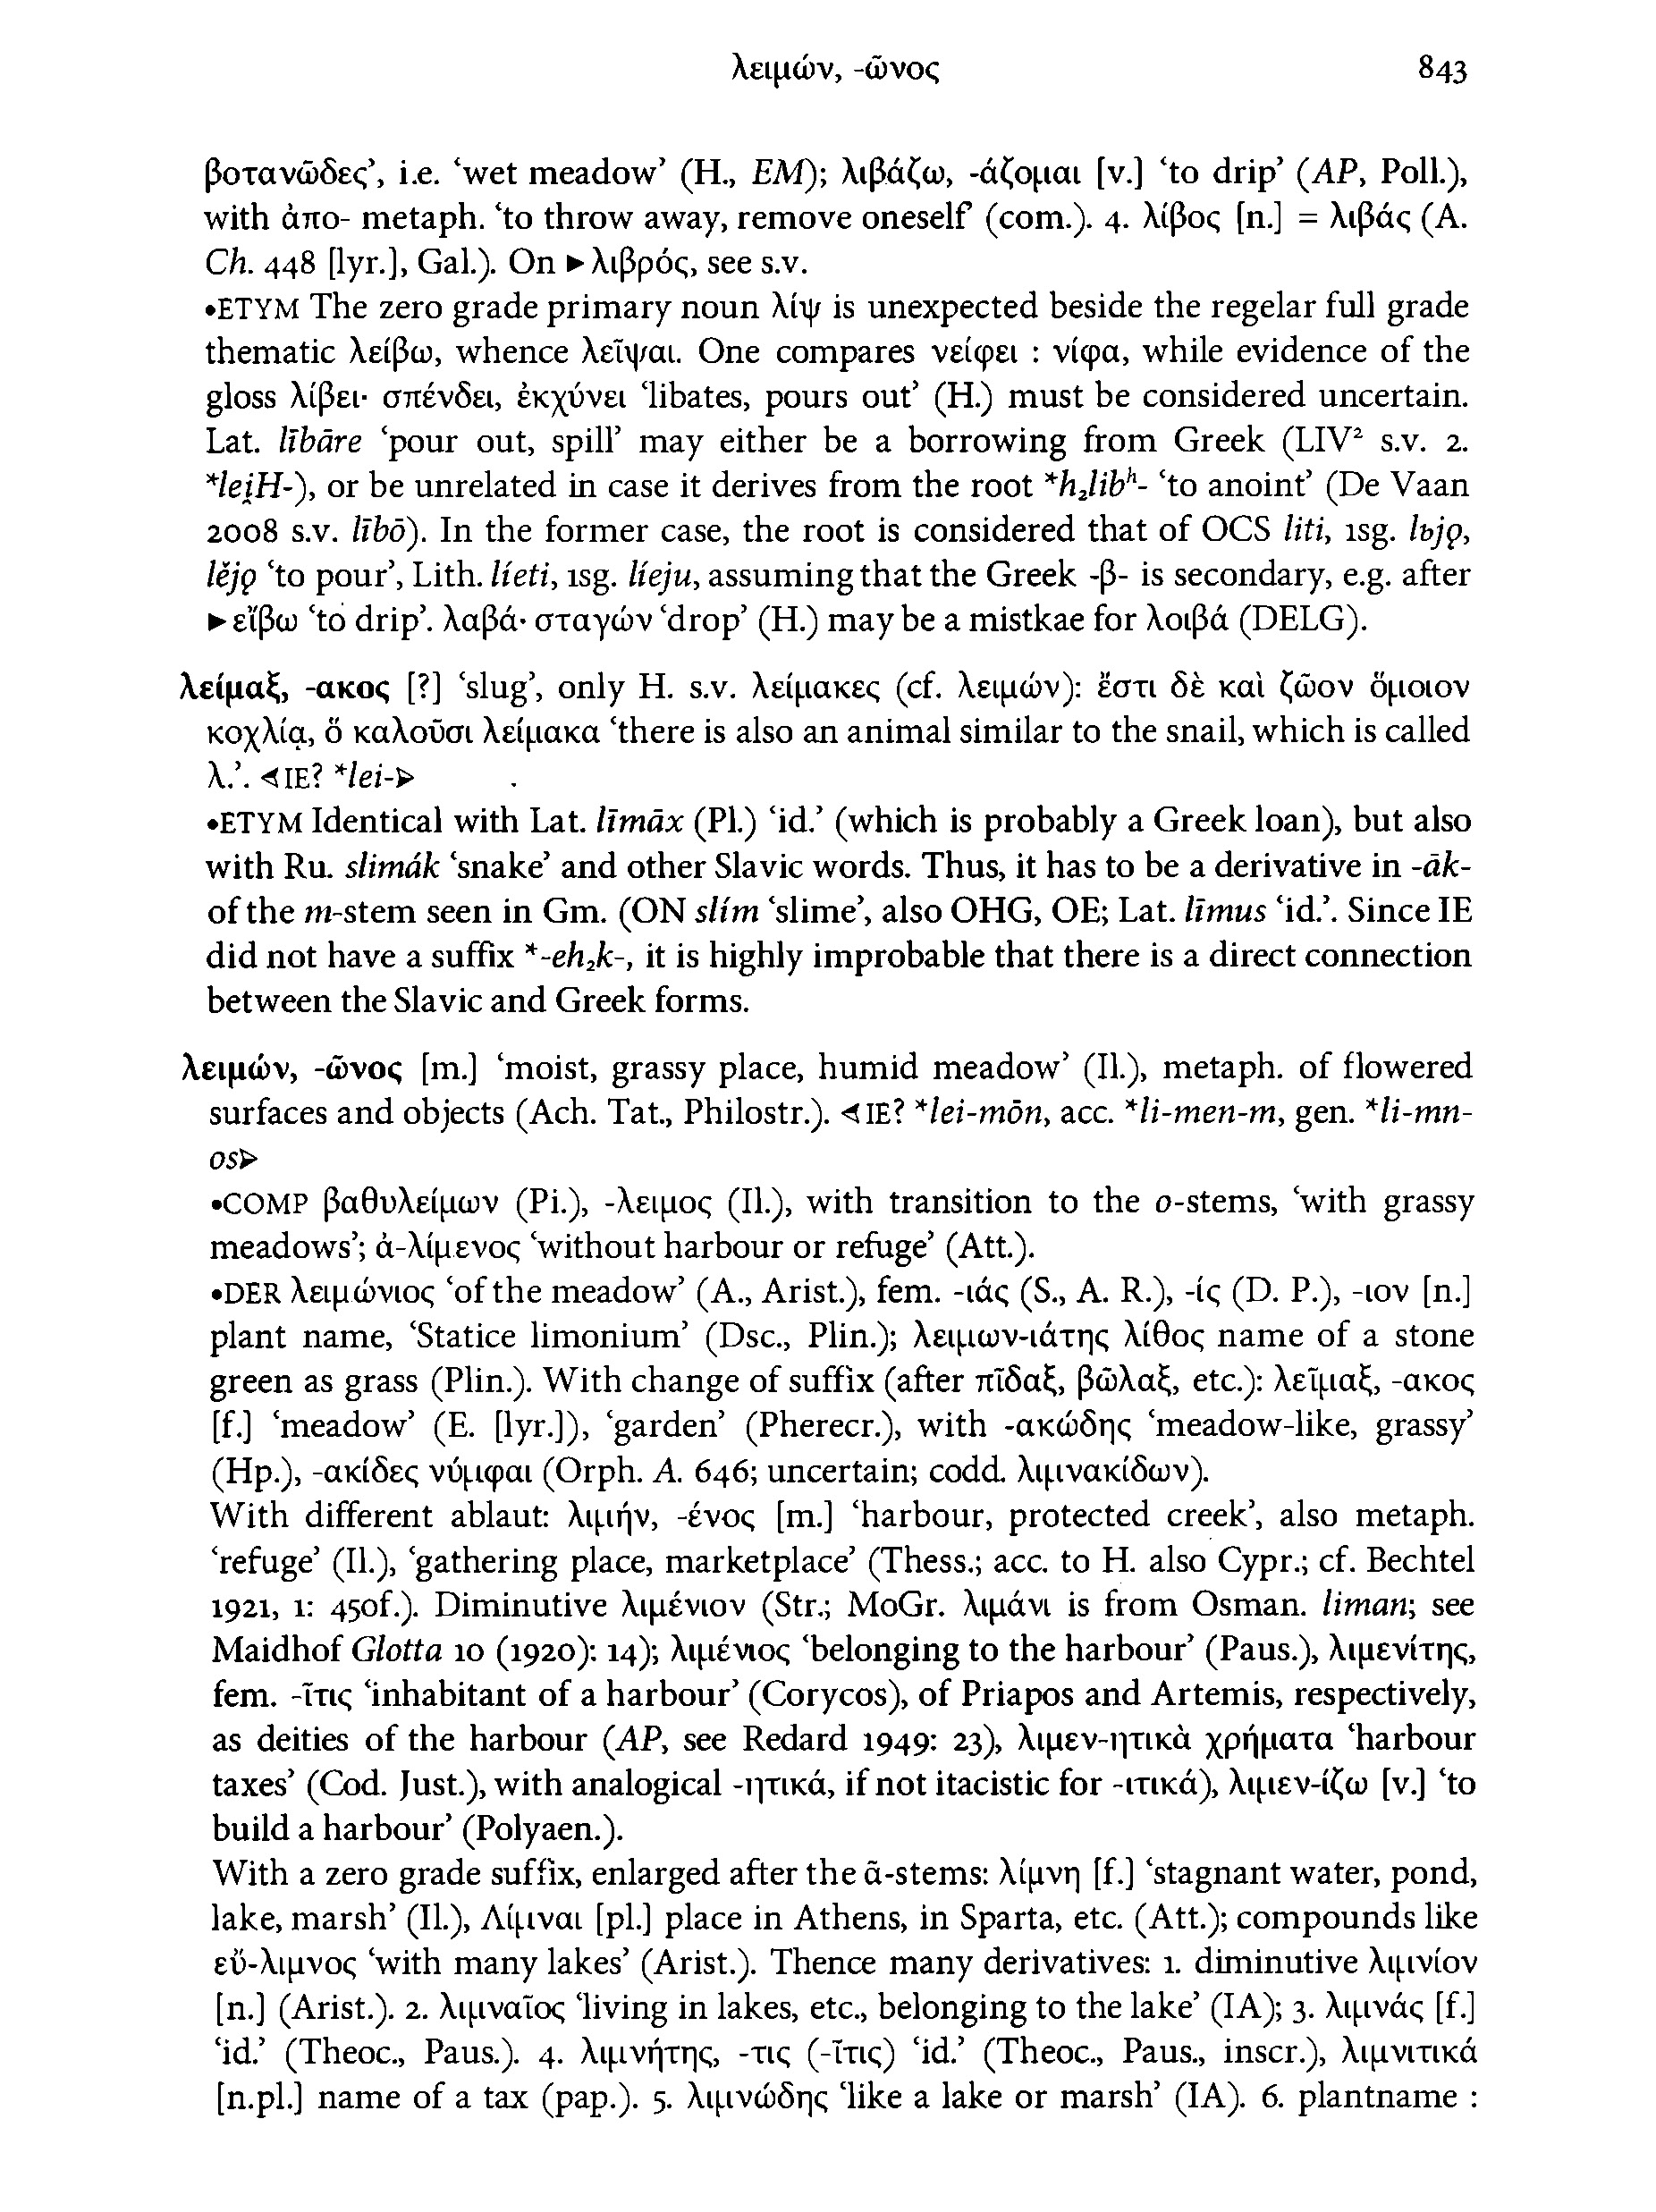 λειμών, -ῶνος 843
βοτανῶδες’, i.e. ‘wet meadow’ (H., EM); λιβάζω, -άζομαι [v.] ‘to drip’ (AP, Poll.),
with ἀπο- metaph. ‘to throw away, remove oneself’ (com.). 4. λίβος [n.] = λιβάς (A.
Ch. 448 [lyr.], Gal.). On ►λιβρός, see s.v.
•ETYM The zero grade primary noun λίψ is unexpected beside the regelar full grade
thematic λείβω, whence λεῖψαι. One compares νείφει : νίφα, while evidence of the
gloss λίβει· σπένδει, ἐκχύνει ‘libates, pours out’ (H.) must be considered uncertain.
Lat. lībāre ‘pour out, spill’ may either be a borrowing from Greek (LIV² s.v. 2.
*lei̯H-), or be unrelated in case it derives from the root *h₂libʰ- ‘to anoint’ (De Vaan
2008 s.v. lībō). In the former case, the root is considered that of OCS liti, 1sg. lьjǫ,
lějǫ ‘to pour’, Lith. líeti, 1sg. líeju, assuming that the Greek -β- is secondary, e.g. after
►εἴβω ‘to drip’. λαβά· σταγών ‘drop’ (H.) may be a mistkae for λοιβά (DELG).
λείμαξ, -ακος [?] ‘slug’, only H. s.v. λείμακες (cf. λειμών): ἔστι δὲ καὶ ζῷον ὅμοιον
κοχλίᾳ, ὃ καλοῦσι λείμακα ‘there is also an animal similar to the snail, which is called
λ.’. ⊲IE? *lei-⊳
•ETYM Identical with Lat. līmāx (Pl.) ‘id.’ (which is probably a Greek loan), but also
with Ru. slimák ‘snake’ and other Slavic words. Thus, it has to be a derivative in -āk-
of the m-stem seen in Gm. (ON slím ‘slime’, also OHG, OE; Lat. līmus ‘id.’. Since IE
did not have a suffix *-eh₂k-, it is highly improbable that there is a direct connection
between the Slavic and Greek forms.
λειμών, -ῶνος [m.] ‘moist, grassy place, humid meadow’ (Il.), metaph. of flowered
surfaces and objects (Ach. Tat., Philostr.). ⊲IE? *lei-mōn, acc. *li-men-m, gen. *li-mn-
os⊳
•COMP βαθυλείμων (Pi.), -λειμος (Il.), with transition to the o-stems, ‘with grassy
meadows’; ἀ-λίμενος ‘without harbour or refuge’ (Att.).
•DER λειμώνιος ‘of the meadow’ (A., Arist.), fem. -ιάς (S., A. R.), -ίς (D. P.), -ιον [n.]
plant name, ‘Statice limonium’ (Dsc., Plin.); λειμων-ιάτης λίθος name of a stone
green as grass (Plin.). With change of suffix (after πῖδαξ, βῶλαξ, etc.): λεῖμαξ, -ακος
[f.] ‘meadow’ (E. [lyr.]), ‘garden’ (Pherecr.), with -ακώδης ‘meadow-like, grassy’
(Hp.), -ακίδες νύμφαι (Orph. A. 646; uncertain; codd. λιμνακίδων).
With different ablaut: λιμήν, -ένος [m.] ‘harbour, protected creek’, also metaph.
‘refuge’ (Il.), ‘gathering place, marketplace’ (Thess.; acc. to H. also Cypr.; cf. Bechtel
1921, 1: 450f.). Diminutive λιμένιον (Str.; MoGr. λιμάνι is from Osman. liman; see
Maidhof Glotta 10 (1920): 14); λιμένιος ‘belonging to the harbour’ (Paus.), λιμενίτης,
fem. -ῖτις ‘inhabitant of a harbour’ (Corycos), of Priapos and Artemis, respectively,
as deities of the harbour (AP, see Redard 1949: 23), λιμεν-ητικὰ χρήματα ‘harbour
taxes’ (Cod. Just.), with analogical -ητικά, if not itacistic for -ιτικά), λιμεν-ίζω [v.] ‘to
build a harbour’ (Polyaen.).
With a zero grade suffix, enlarged after the ā-stems: λίμνη [f.] ‘stagnant water, pond,
lake, marsh’ (Il.), Λίμναι [pl.] place in Athens, in Sparta, etc. (Att.); compounds like
εὔ-λιμνος ‘with many lakes’ (Arist.). Thence many derivatives: 1. diminutive λιμνίον
[n.] (Arist.). 2. λιμναῖος ‘living in lakes, etc., belonging to the lake’ (IA); 3. λιμνάς [f.]
‘id.’ (Theoc., Paus.). 4. λιμνήτης, -τις (-ῖτις) ‘id.’ (Theoc., Paus., inscr.), λιμνιτικά
[n.pl.] name of a tax (pap.). 5. λιμνώδης ‘like a lake or marsh’ (IA). 6. plantname :